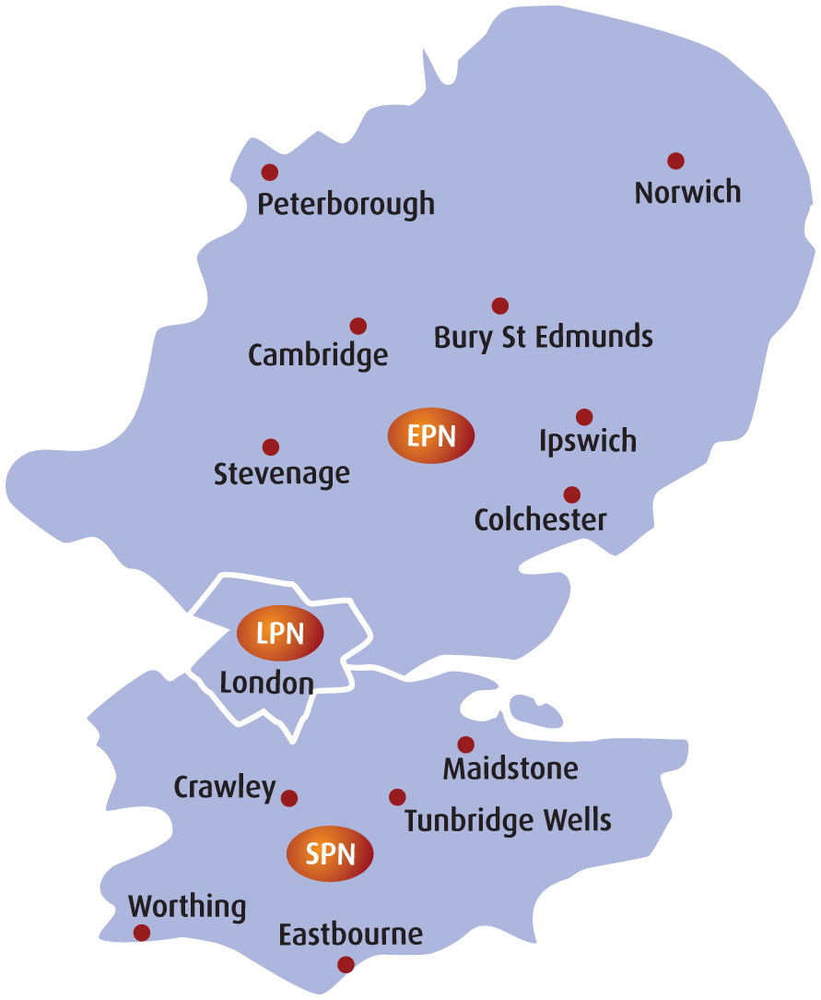 Norwich
Peterborough
Bury St Edmunds
Cambridge
EPN
Ipswich
Stevenage
Colchester
LPN
London
Maidstone
Crawley
Tunbridge Wells
SPN
Worthing
Eastbourne